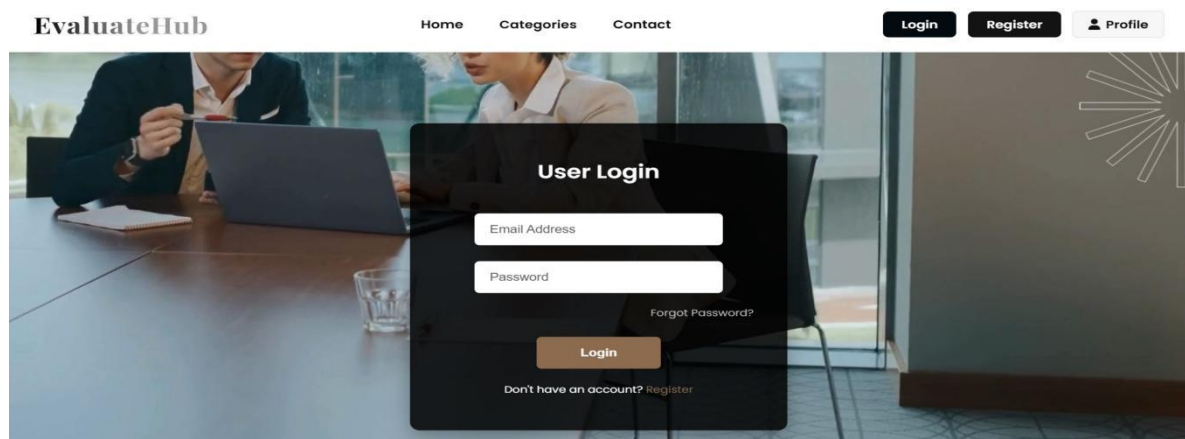 EvaluateHub
Home Categories Contact
Login Register Profile
User Login
Email Address
Password
Forgot Password?
Login
Don't have an account? Register